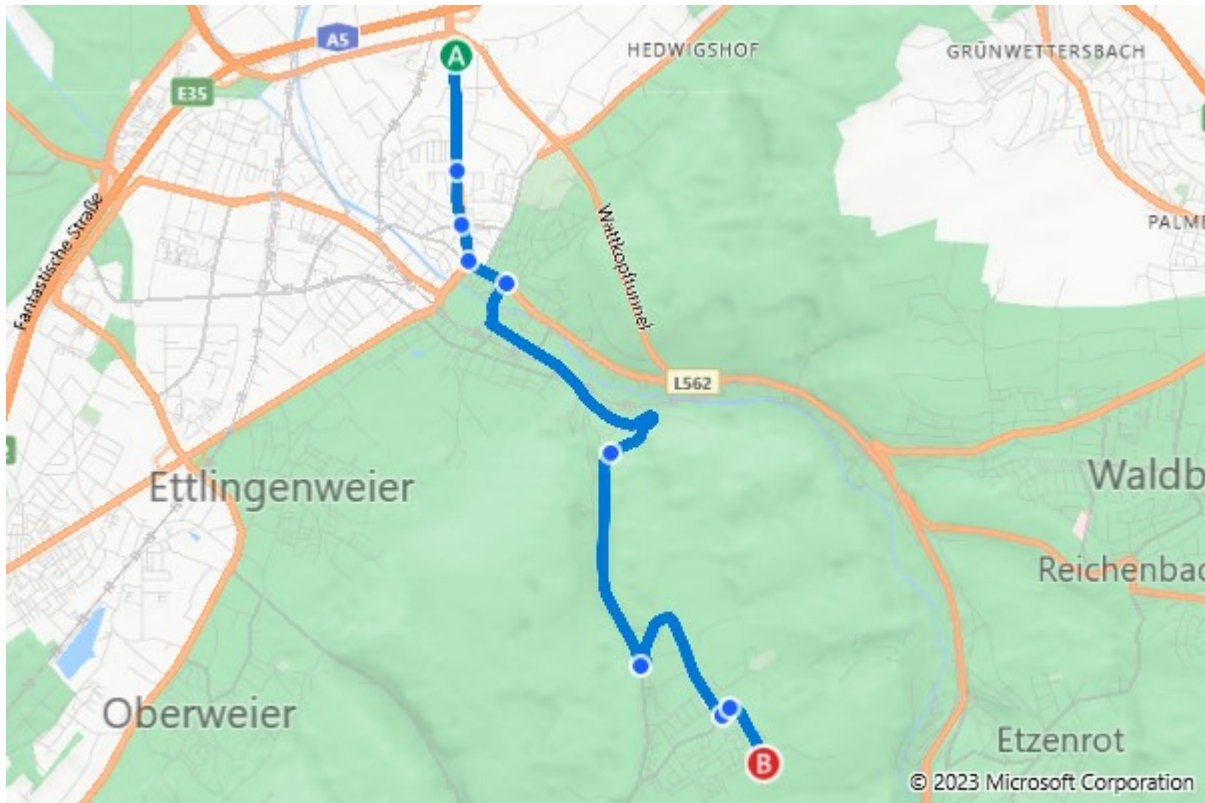 A5
HEDWIGSHOF
GRÜNWETTERSBACH
A
E35
Fantastische Straße
Wattkopftunnel
PALME
L562
Ettlingenweier
Waldb
Reichenbac
Oberweier
Etzenrot
B
© 2023 Microsoft Corporation